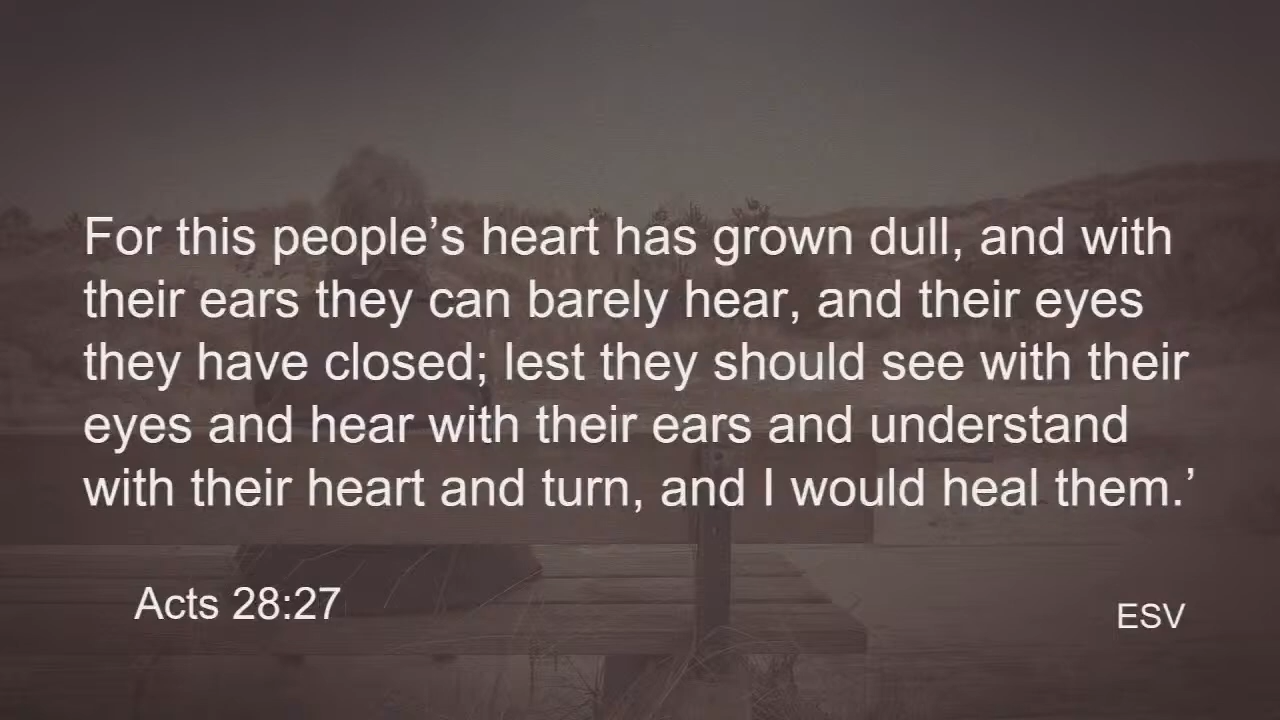 For this people’s heart has grown dull, and with
their ears they can barely hear, and their eyes
they have closed; lest they should see with their
eyes and hear with their ears and understand
with their heart and turn, and I would heal them.’
Acts 28:27
ESV